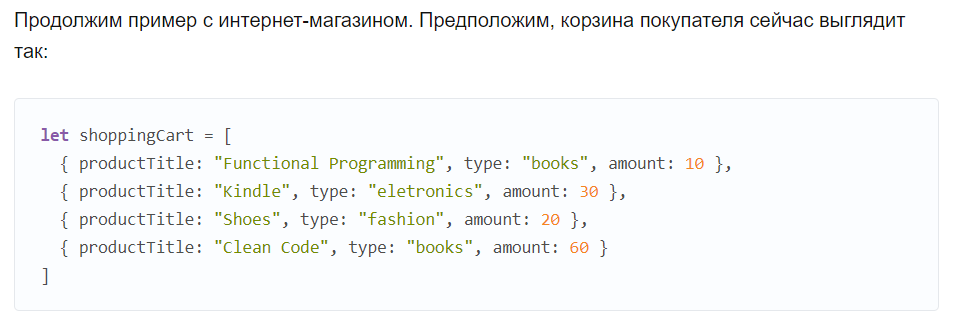 Продолжим пример с интернет-магазином. Предположим, корзина покупателя сейчас выглядит
так:
let shoppingCart = [
  { productTitle: "Functional Programming", type: "books", amount: 10 },
  { productTitle: "Kindle", type: "eletronics", amount: 30 },
  { productTitle: "Shoes", type: "fashion", amount: 20 },
  { productTitle: "Clean Code", type: "books", amount: 60 }
]